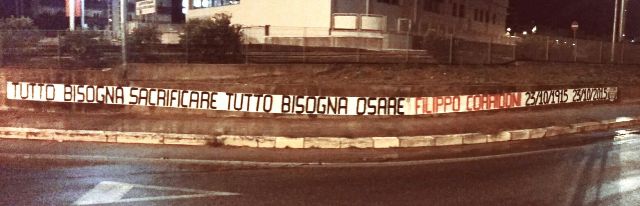 TUTTO BISOGNA SACRIFICARE TUTTO BISOGNA OSARE FILIPPO CORRIDONI 23/10/1915 23/10/2015